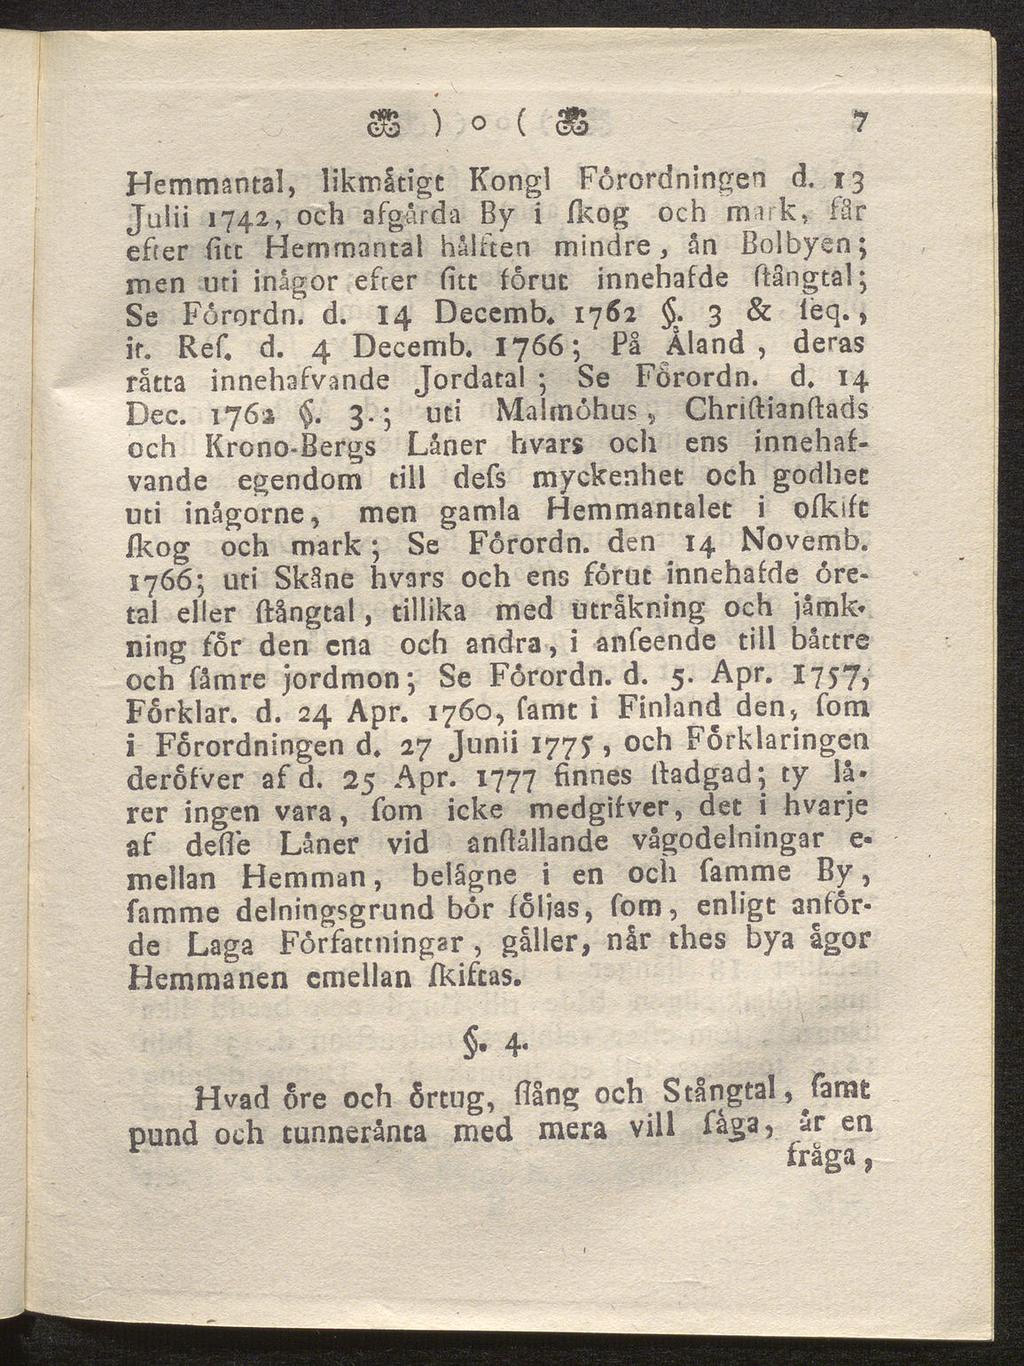 ) o ( 7
Hemmantal, likmåtigt Kongl Förordningen d. 13
Julii 1742, och afgärda By i ſkog och mark, får
efter ſitt Hemmantal hälften mindre, än Bolbyen;
men uti inågor efter ſitt förut innehafde ſtångtal;
Se Förordn. d. 14 Decemb. 1762 §. 3 & ſeq.,
it. Reſ. d. 4 Decemb. 1766; På Åland, deras
rätta innehafvande Jordatal; Se Förordn. d. 14
Dec. 1762 §. 3.; uti Malmöhus, Chriſtianſtads
och Krono-Bergs Läner hvars och ens innehaf-
vande egendom till deſs myckenhet och godhet
uti inågorne, men gamla Hemmantalet i oſkift
ſkog och mark; Se Förordn. den 14 Novemb.
1766; uti Skåne hvars och ens förut innehafde öre-
tal eller ſtångtal, tillika med uträkning och jämk-
ning för den ena och andra, i anſeende till bättre
och ſämre jordmon; Se Förordn. d. 5. Apr. 1757,
Förklar. d. 24 Apr. 1760, ſamt i Finland den, ſom
i Förordningen d. 27 Junii 1775, och Förklaringen
deröfver af d. 25 Apr. 1777 finnes ſtadgad; ty lä-
rer ingen vara, ſom icke medgifver, det i hvarje
af deſſe Läner vid anſtällande vågodelningar e-
mellan Hemman, belägne i en och ſamme By,
ſamme delningsgrund bör följas, ſom, enligt anför-
de Laga Författningar, gäller, när thes bya ägor
Hemmanen emellan ſkiftas.
§. 4.
Hvad öre och örtug, ſlång och Stångtal, ſamt
pund och tunneränta med mera vill ſäga, är en
fråga,